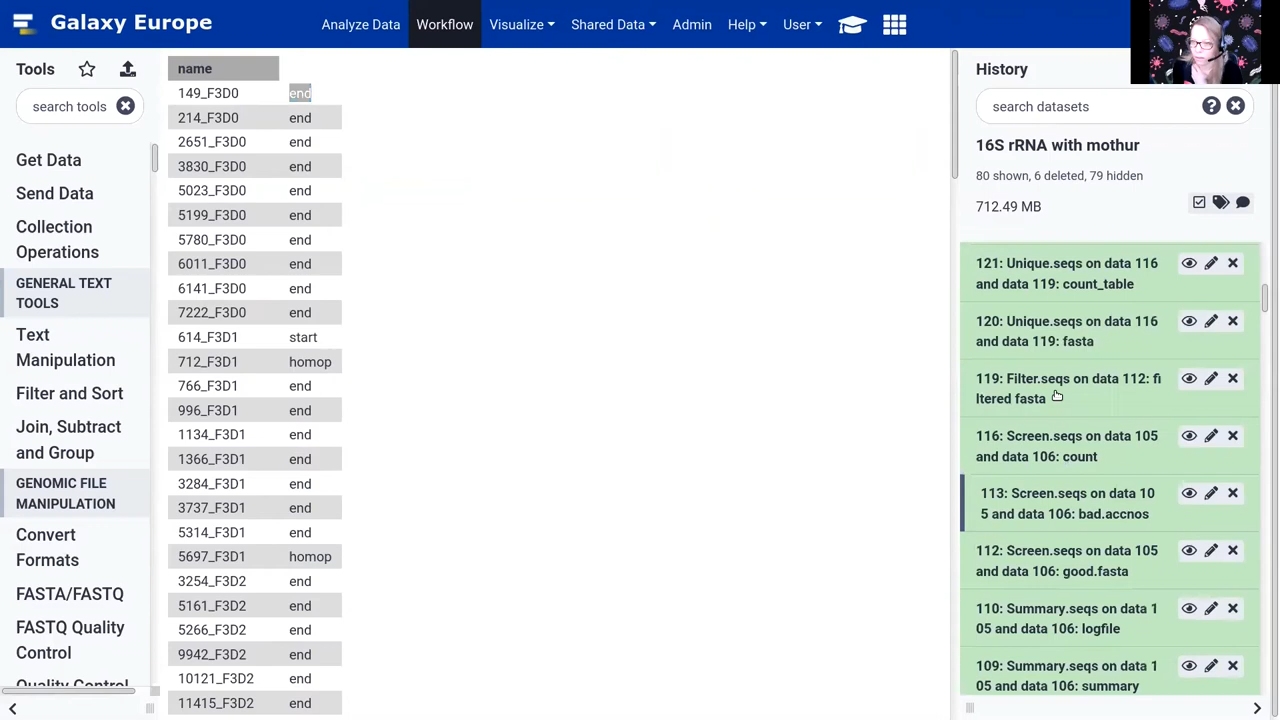 Galaxy Europe
Analyze Data
Workflow
Visualize
Shared Data
Admin
Help
User
Tools
search tools
Get Data
Send Data
Collection
Operations
GENERAL TEXT
TOOLS
Text
Manipulation
Filter and Sort
Join, Subtract
and Group
GENOMIC FILE
MANIPULATION
Convert
Formats
FASTA/FASTQ
FASTQ Quality
Control
Quality Control
name
149_F3D0 end
214_F3D0 end
2651_F3D0 end
3830_F3D0 end
5023_F3D0 end
5199_F3D0 end
5780_F3D0 end
6011_F3D0 end
6141_F3D0 end
7222_F3D0 end
614_F3D1 start
712_F3D1 homop
766_F3D1 end
996_F3D1 end
1134_F3D1 end
1366_F3D1 end
3284_F3D1 end
3737_F3D1 end
5314_F3D1 end
5697_F3D1 homop
3254_F3D2 end
5161_F3D2 end
5266_F3D2 end
9942_F3D2 end
10121_F3D2 end
11415_F3D2 end
History
search datasets
16S rRNA with mothur
80 shown, 6 deleted, 79 hidden
712.49 MB
121: Unique.seqs on data 116
and data 119: count_table
120: Unique.seqs on data 116
and data 119: fasta
119: Filter.seqs on data 112: fi
ltered fasta
116: Screen.seqs on data 105
and data 106: count
113: Screen.seqs on data 10
5 and data 106: bad.accnos
112: Screen.seqs on data 105
and data 106: good.fasta
110: Summary.seqs on data 1
05 and data 106: logfile
109: Summary.seqs on data 1
05 and data 106: summary